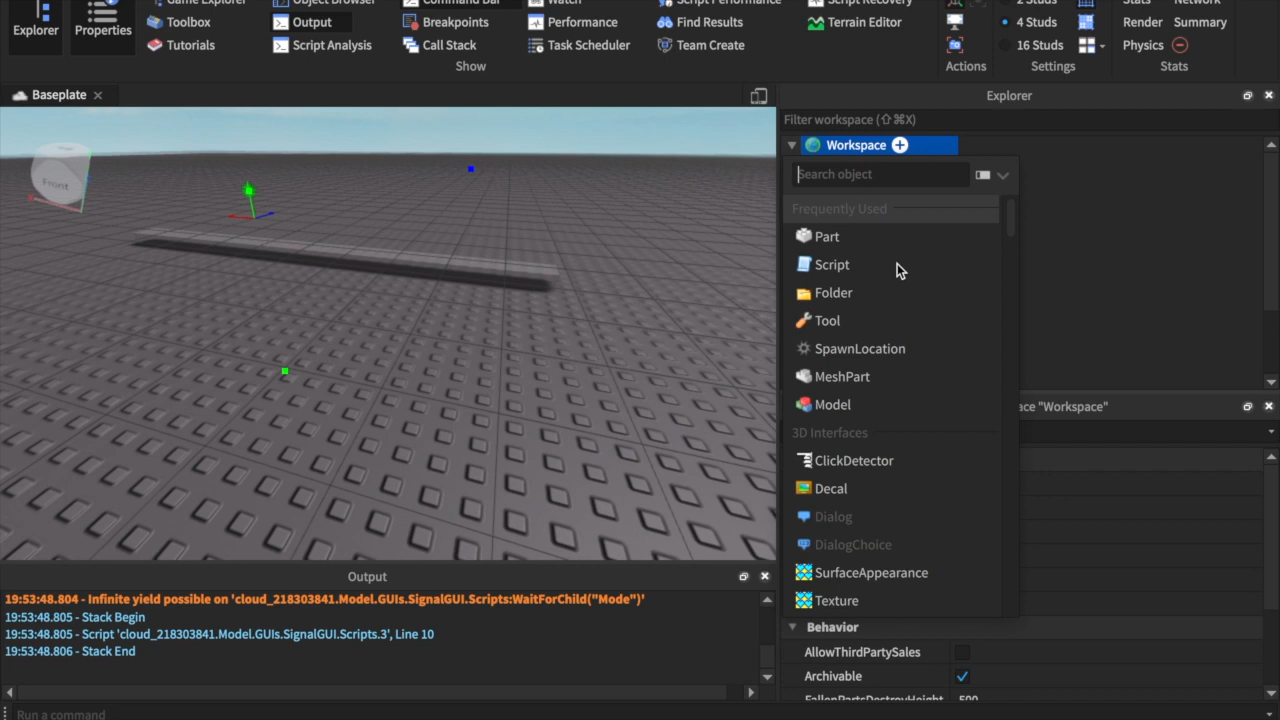 Game Explorer Object Browser Command Bar Watch Script Performance Script Recovery 2 Studs Stats Network
Explorer Properties Toolbox Output Breakpoints Performance Find Results Terrain Editor 4 Studs Render Summary
Tutorials Script Analysis Call Stack Task Scheduler Team Create 16 Studs Physics
Show Actions Settings Stats
Baseplate
Explorer
Filter workspace (⇧⌘X)
Workspace
Front
Search object
Frequently Used
Part
Script
Folder
Tool
SpawnLocation
MeshPart
Model
3D Interfaces
ClickDetector
Decal
Dialog
DialogChoice
SurfaceAppearance
Texture
ace "Workspace"
Behavior
AllowThirdPartySales
Archivable
FallenPartsDestroyHeight -500
Output
19:53:48.804 - Infinite yield possible on 'cloud_218303841.Model.GUIs.SignalGUI.Scripts:WaitForChild("Mode")'
19:53:48.805 - Stack Begin
19:53:48.805 - Script 'cloud_218303841.Model.GUIs.SignalGUI.Scripts.3', Line 10
19:53:48.806 - Stack End
Run a command